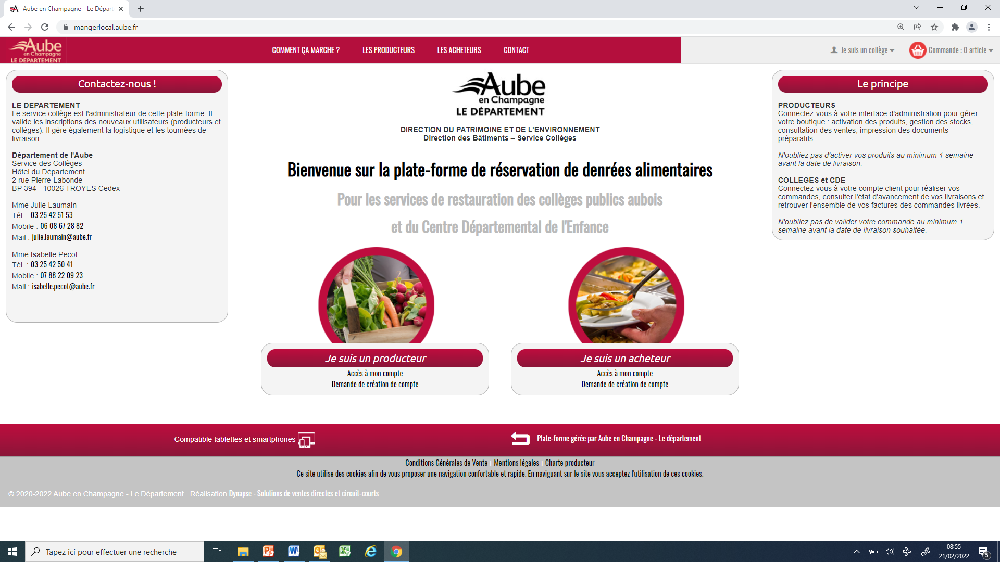 Aube en Champagne - Le Départ
mangerlocal.aube.fr
Aube
en Champagne
LE DÉPARTEMENT
COMMENT ÇA MARCHE ?
LES PRODUCTEURS
LES ACHETEURS
CONTACT
Je suis un collège
Commande : 0 article
Contactez-nous !
LE DEPARTEMENT
Le service collège est l'administrateur de cette plate-forme. Il
valide les inscriptions des nouveaux utilisateurs (producteurs et
collèges). Il gère également la logistique et les tournées de
livraison.
Département de l'Aube
Service des Collèges
Hôtel du Département
2 rue Pierre-Labonde
BP 394 - 10026 TROYES Cedex
Mme Julie Laumain
Tél. : 03 25 42 51 53
Mobile : 06 08 67 28 82
Mail : julie.laumain@aube.fr
Mme Isabelle Pecot
Tél. : 03 25 42 50 41
Mobile : 07 88 22 09 23
Mail : isabelle.pecot@aube.fr
Aube
en Champagne
LE DÉPARTEMENT
DIRECTION DU PATRIMOINE ET DE L'ENVIRONNEMENT
Direction des Bâtiments – Service Collèges
Bienvenue sur la plate-forme de réservation de denrées alimentaires
Pour les services de restauration des collèges publics aubois
et du Centre Départemental de l'Enfance
Je suis un producteur
Accès à mon compte
Demande de création de compte
Je suis un acheteur
Accès à mon compte
Demande de création de compte
Le principe
PRODUCTEURS
Connectez-vous à votre interface d'administration pour gérer
votre boutique : activation des produits, gestion des stocks,
consultation des ventes, impression des documents
préparatifs...
N'oubliez pas d'activer vos produits au minimum 1 semaine
avant la date de livraison.
COLLEGES et CDE
Connectez-vous à votre compte client pour réaliser vos
commandes, consulter l'état d'avancement de vos livraisons et
retrouver l'ensemble de vos factures des commandes livrées.
N'oubliez pas de valider votre commande au minimum 1
semaine avant la date de livraison souhaitée.
Compatible tablettes et smartphones
Plate-forme gérée par Aube en Champagne - Le département
Conditions Générales de Vente | Mentions légales | Charte producteur
Ce site utilise des cookies afin de vous proposer une navigation confortable et rapide. En naviguant sur le site vous acceptez l'utilisation de ces cookies.
© 2020-2022 Aube en Champagne - Le Département. Réalisation Dynapse - Solutions de ventes directes et circuit-courts
Tapez ici pour effectuer une recherche
08:55
21/02/2022
5